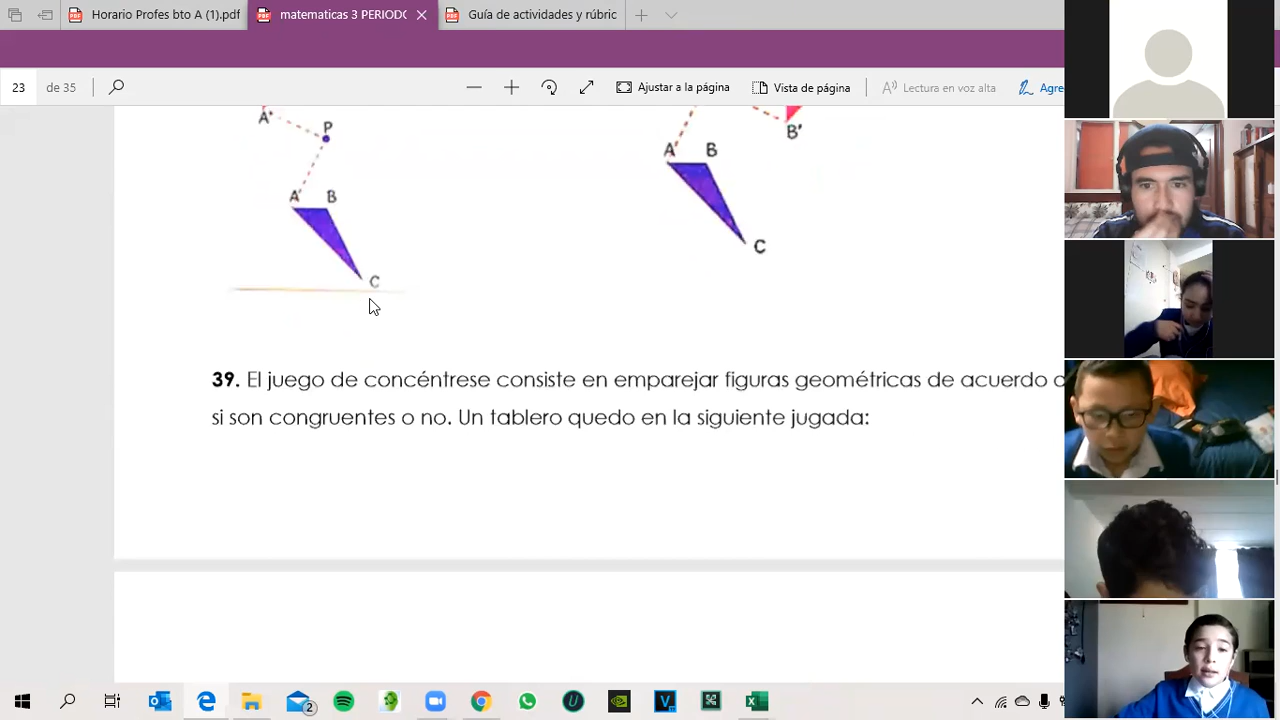 Horario Profes bto A (1).pdf
matematicas 3 PERIODO
Guía de actividades y rúbric
23
de 35
Ajustar a la página
Vista de página
Lectura en voz alta
Agre
A'
P
B'
A
B
A
B
C
C
39. El juego de concéntrese consiste en emparejar figuras geométricas de acuerdo a
si son congruentes o no. Un tablero quedo en la siguiente jugada:
2